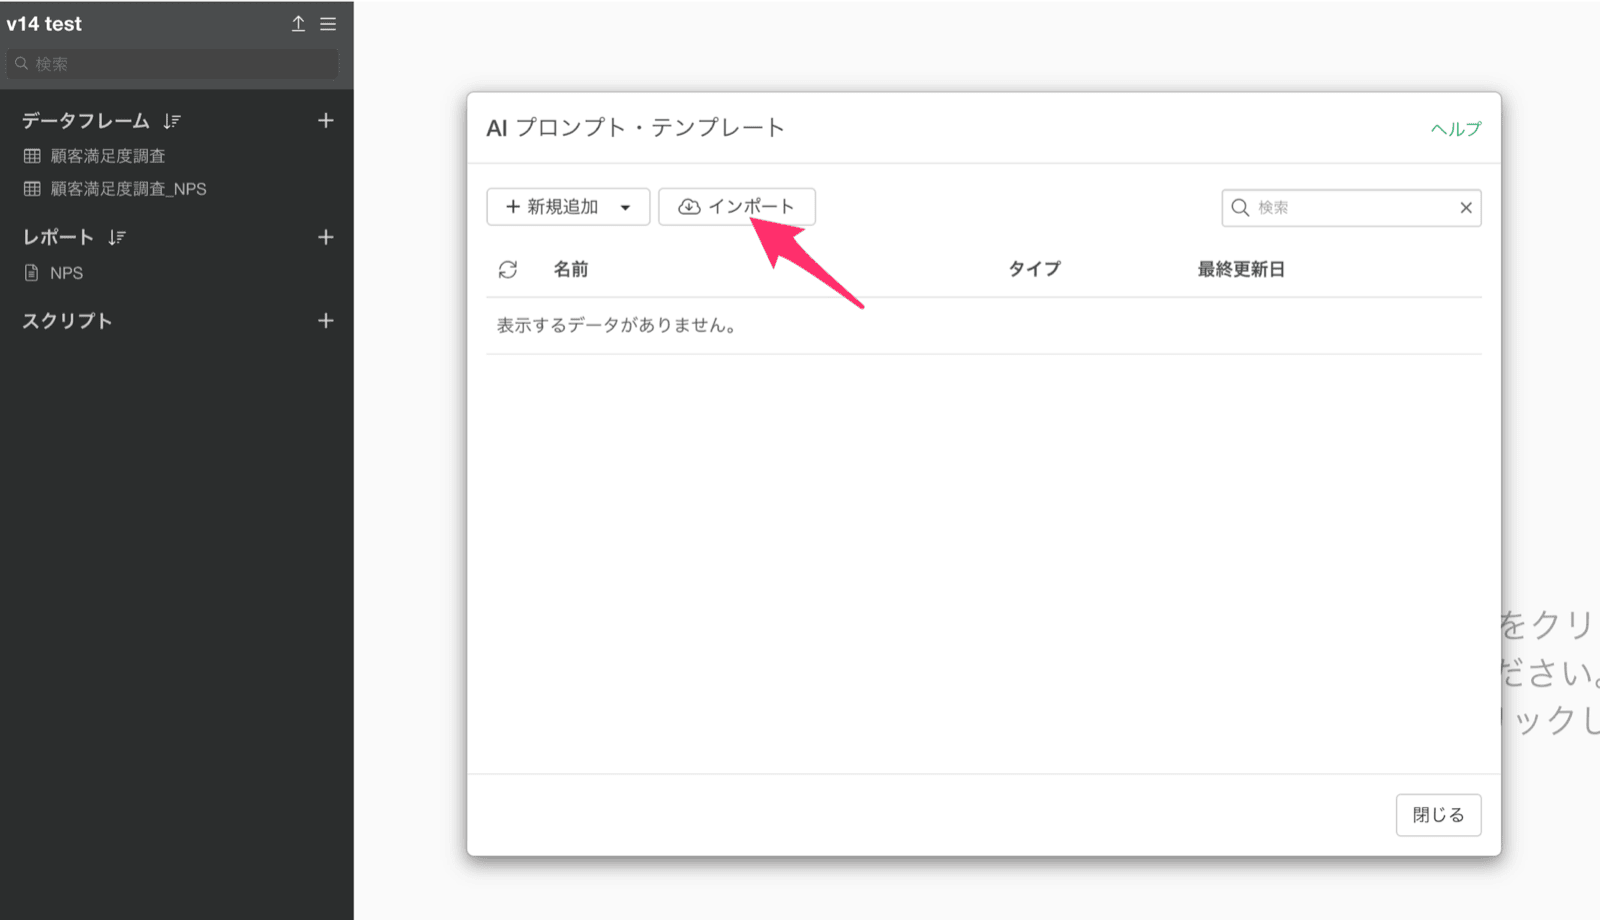 v14 test
検索
データフレーム
顧客満足度調査
顧客満足度調査_NPS
レポート
NPS
スクリプト
AI プロンプト・テンプレート
ヘルプ
新規追加
インポート
検索
名前
タイプ
最終更新日
表示するデータがありません。
をクリ
ださい。
リックし
閉じる